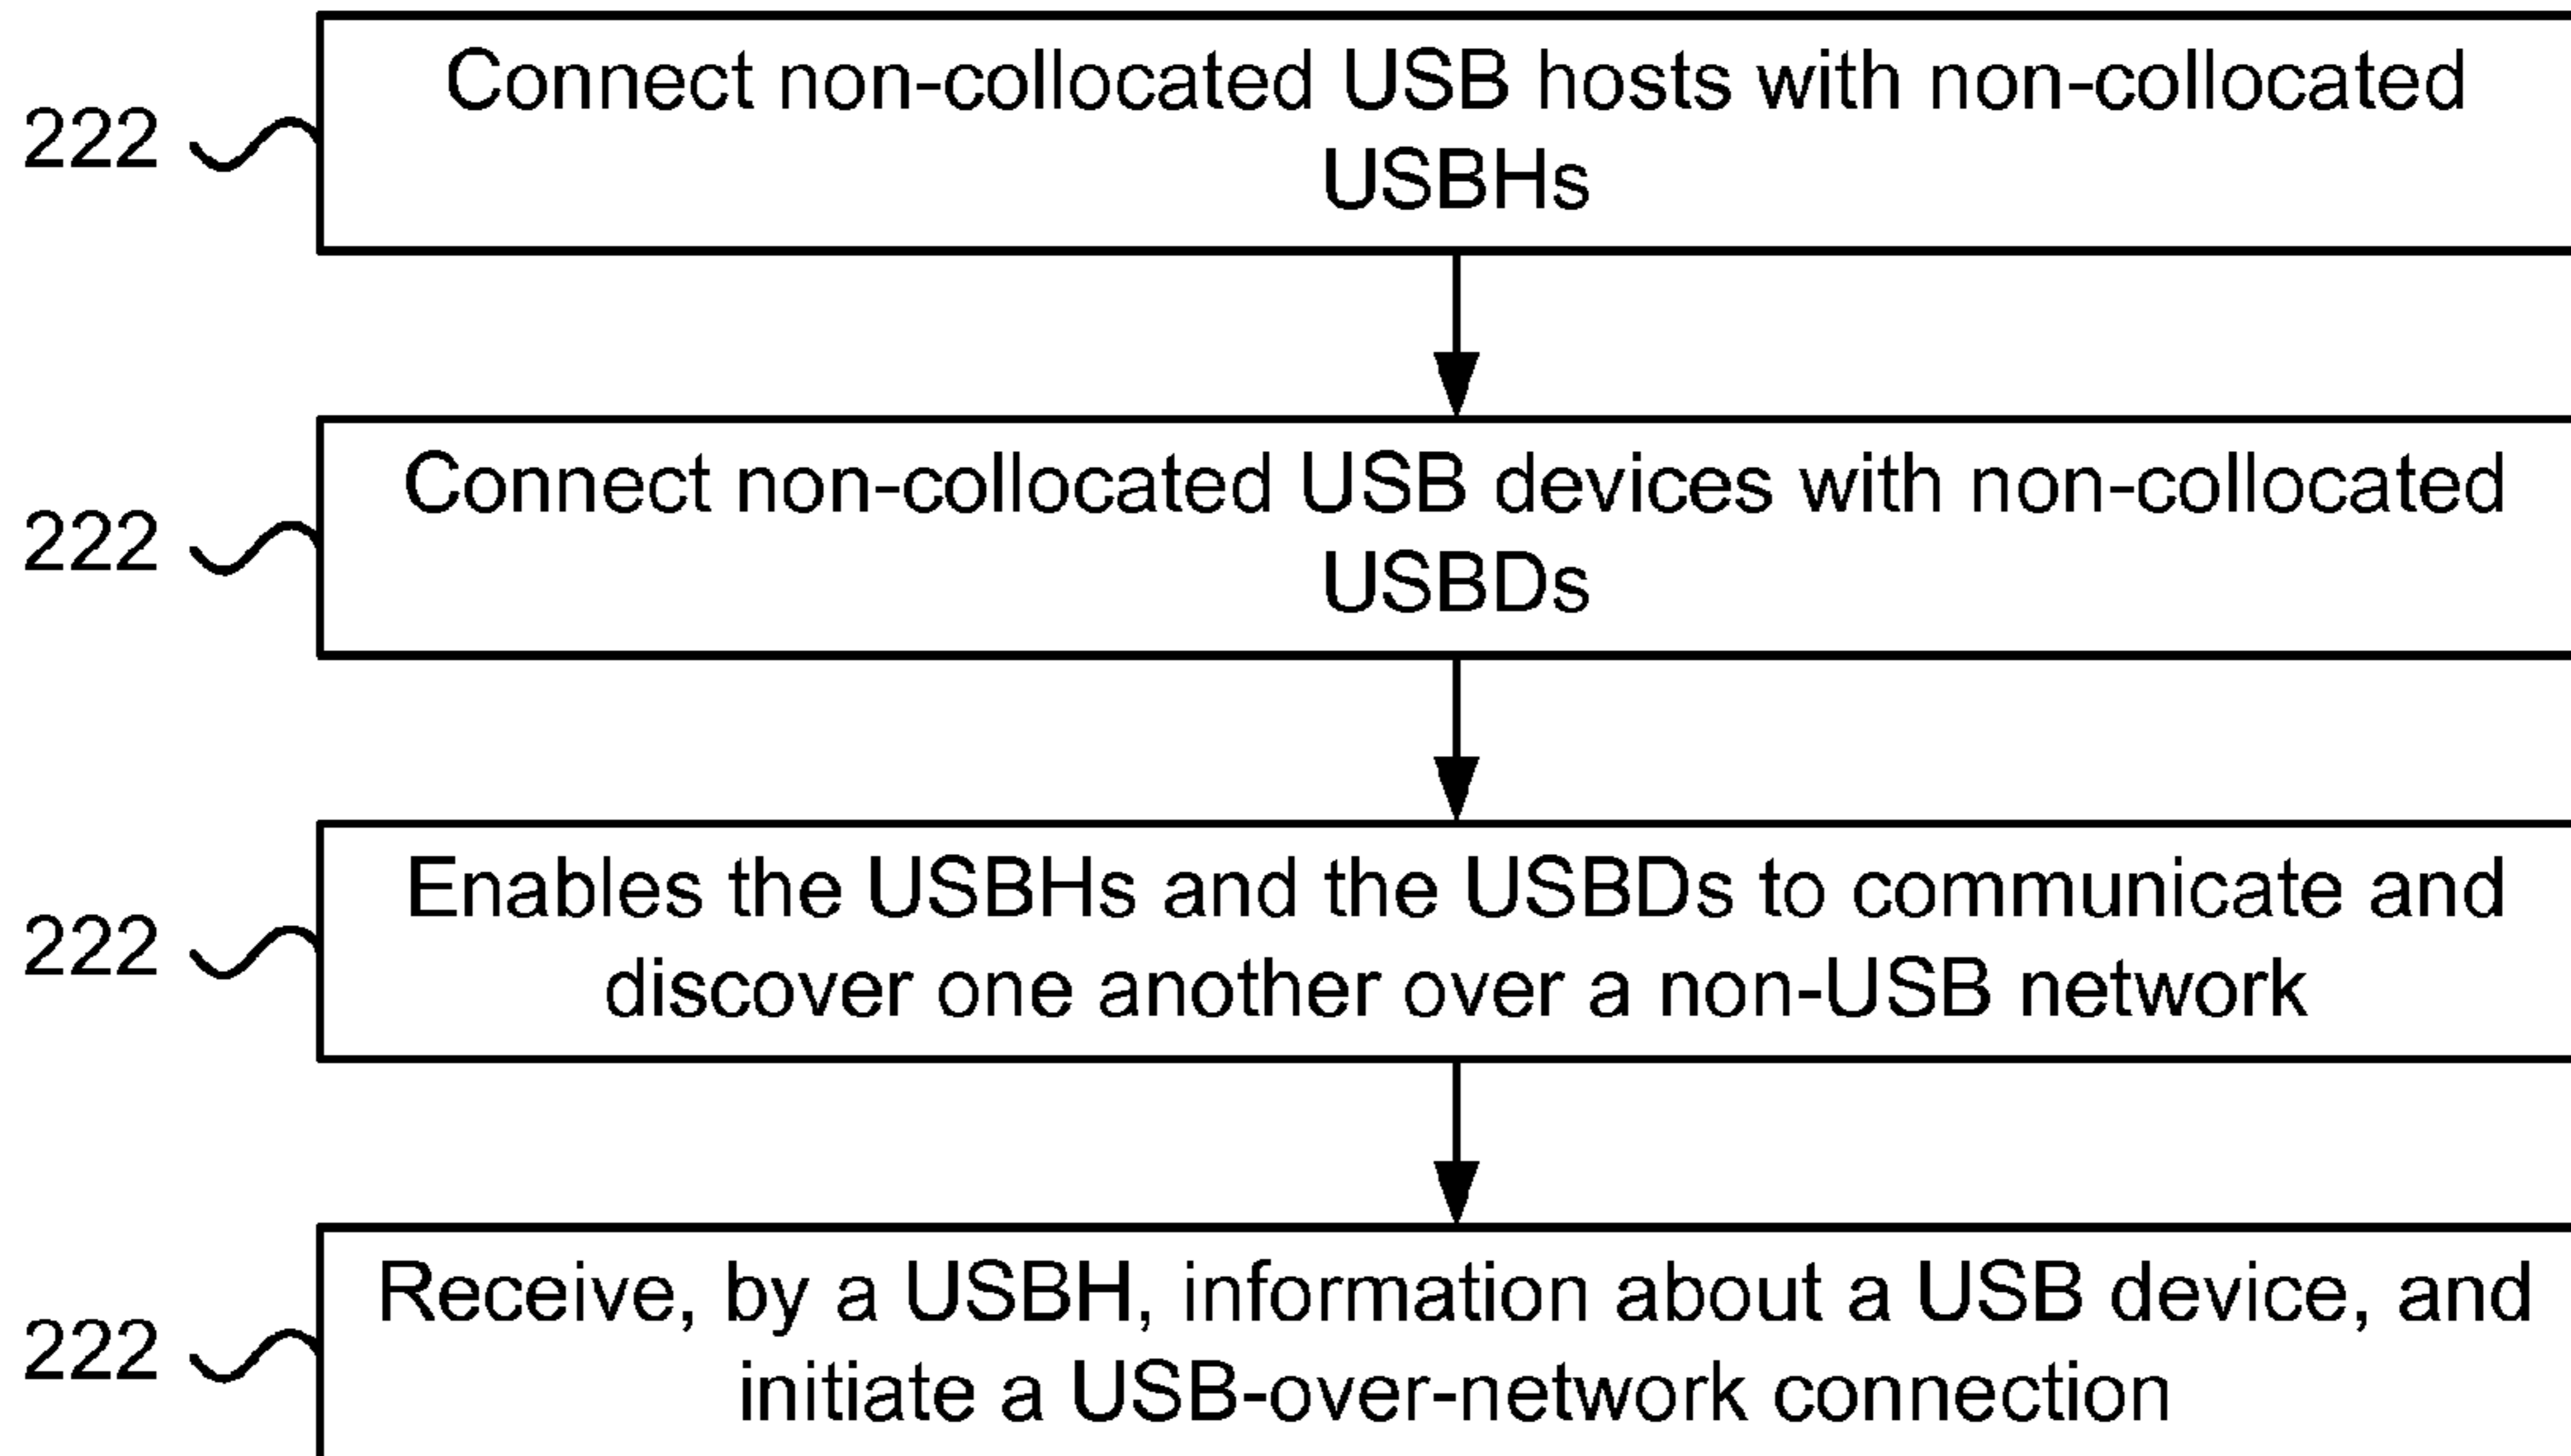 Connect non-collocated USB hosts with non-collocated
222
USBHs
Connect non-collocated USB devices with non-collocated
222
USBDs
Enables the USBHs and the USBDs to communicate and
222
discover one another over a non-USB network
Receive, by a USBH, information about a USB device, and
222
initiate a USB-over-network connection